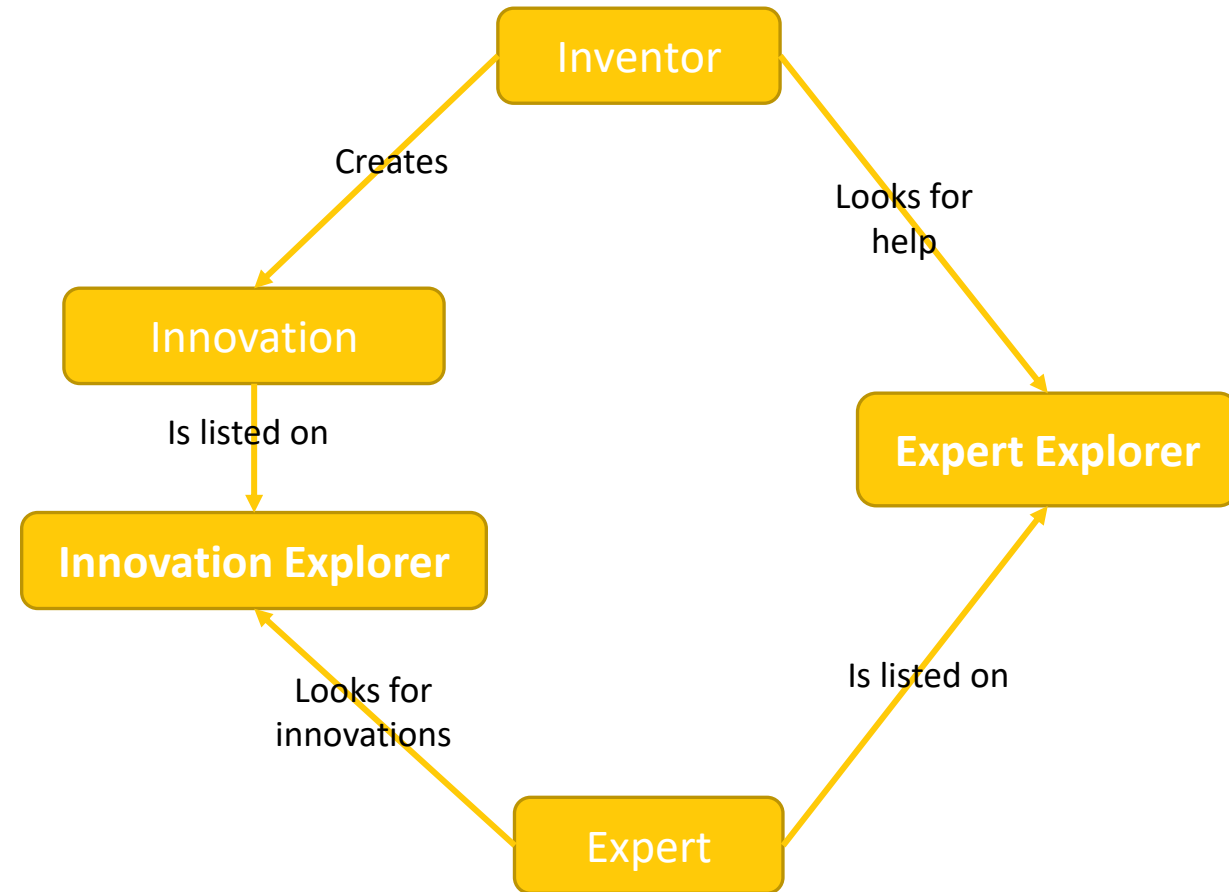 Inventor
Creates
Looks for
help
Innovation
Is listed on
Expert Explorer
Innovation Explorer
Looks for
innovations
Is listed on
Expert